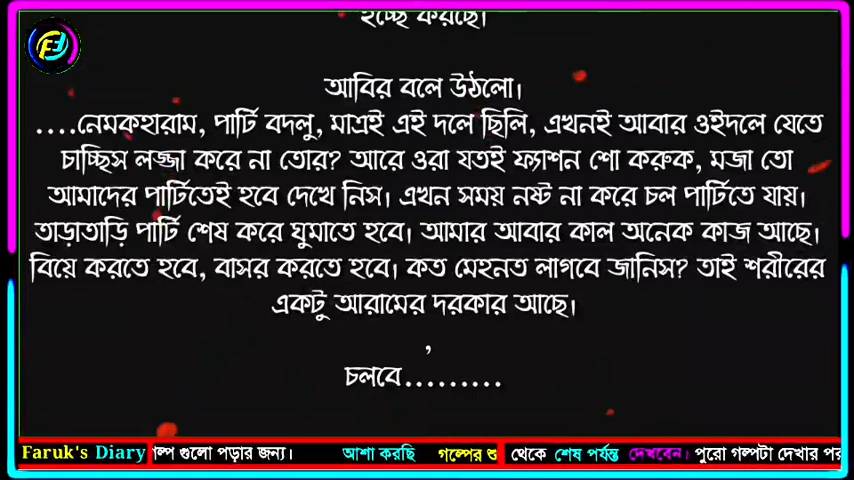 ইচ্ছে করছে।
আবির বলে উঠলো।
....নেমকহারাম, পার্টি বদলু, মাত্রই এই দলে ছিলি, এখনই আবার ওইদলে যেতে
চাচ্ছিস লজ্জা করে না তোর? আরে ওরা যতই ফ্যাশন শো করুক, মজা তো
আমাদের পার্টিতেই হবে দেখে নিস। এখন সময় নষ্ট না করে চল পার্টিতে যায়।
তাড়াতাড়ি পার্টি শেষ করে ঘুমাতে হবে। আমার আবার কাল অনেক কাজ আছে।
বিয়ে করতে হবে, বাসর করতে হবে। কত মেহনত লাগবে জানিস? তাই শরীরের
একটু আরামের দরকার আছে।
,
চলবে.........
Faruk's Diary গুলো পড়ার জন্য। আশা করছি গল্পের থেকে শেষ পর্যন্ত দেখবেন। পুরো গল্পটা দেখার